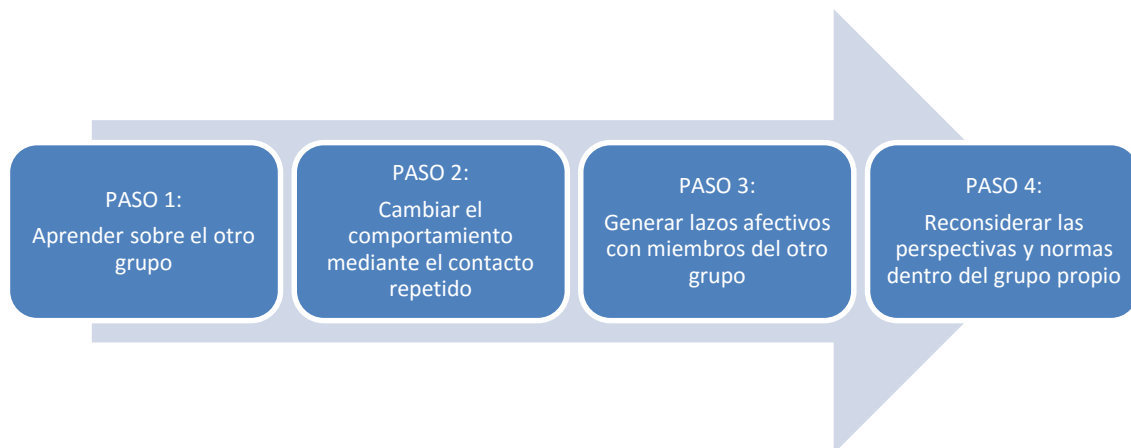 PASO 1:
Aprender sobre el otro
grupo
PASO 2:
Cambiar el
comportamiento
mediante el contacto
repetido
PASO 3:
Generar lazos afectivos
con miembros del otro
grupo
PASO 4:
Reconsiderar las
perspectivas y normas
dentro del grupo propio